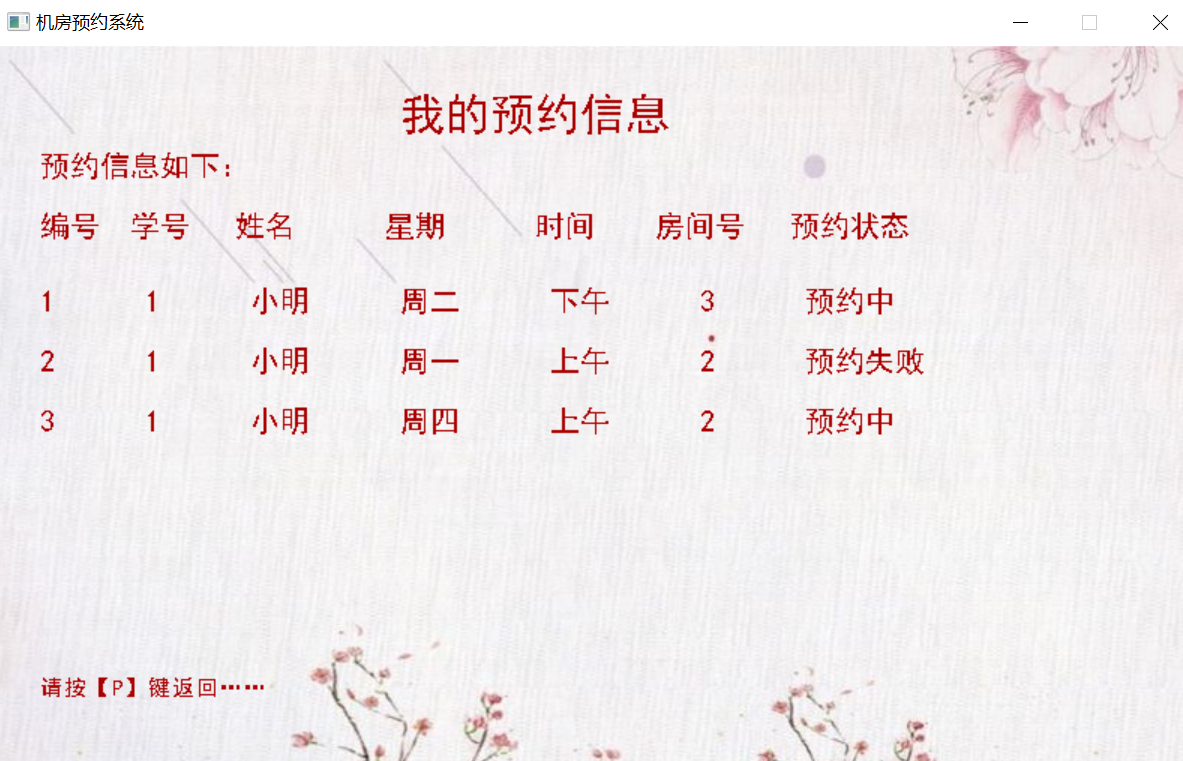 机房预约系统
我的预约信息
预约信息如下：
编号 学号 姓名 星期 时间 房间号 预约状态
1 1 小明 周二 下午 3 预约中
2 1 小明 周一 上午 2 预约失败
3 1 小明 周四 上午 2 预约中
请按【P】键返回……